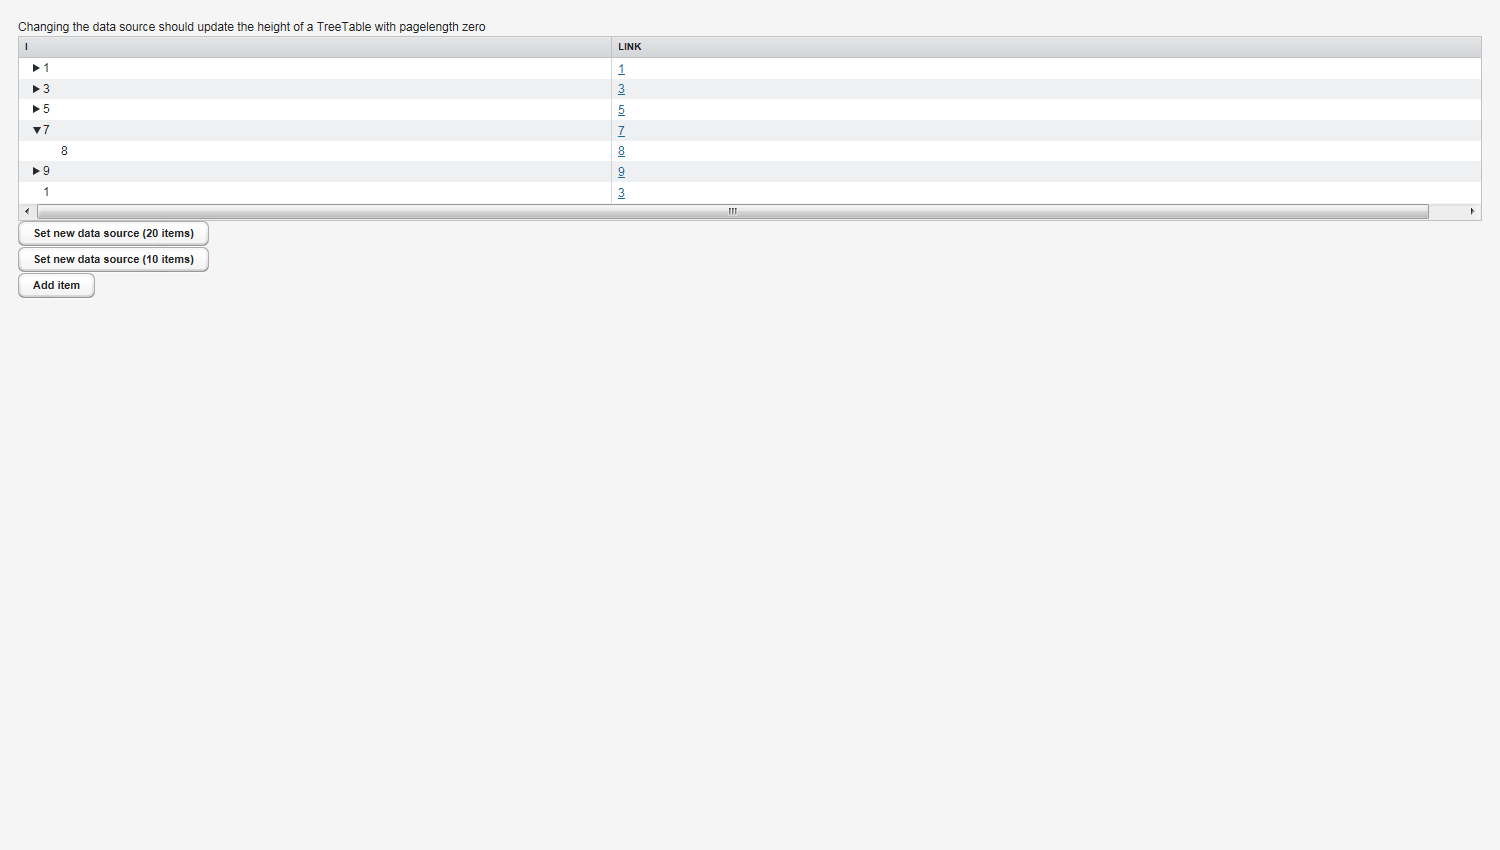 Changing the data source should update the height of a TreeTable with pagelength zero
I LINK
1 1
3 3
5 5
7 7
8 8
9 9
1 3
Set new data source (20 items)
Set new data source (10 items)
Add item